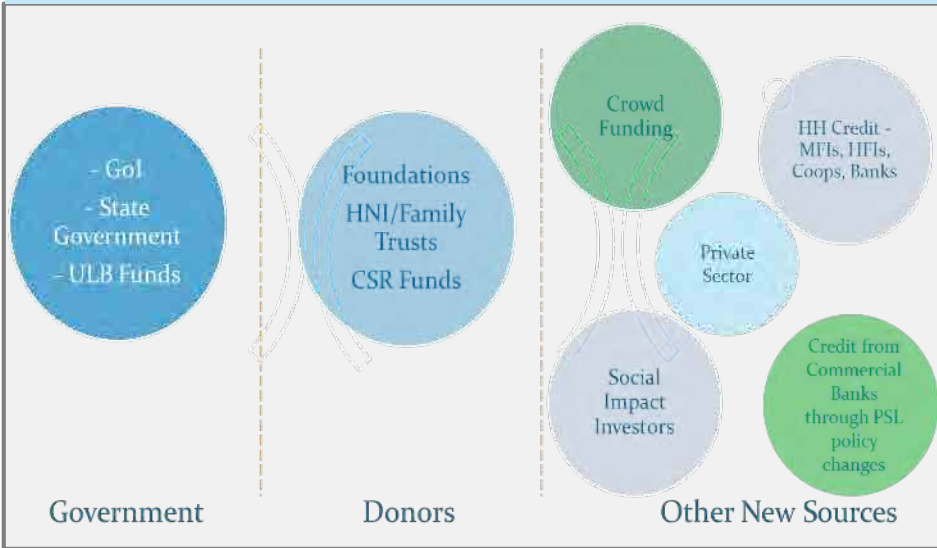 - GoI
- State
Government
- ULB Funds
Foundations
HNI/Family
Trusts
CSR Funds
Crowd
Funding
HH Credit -
MFIs, HFIs,
Coops, Banks
Private
Sector
Social
Impact
Investors
Credit from
Commercial
Banks
through PSL
policy
changes
Government
Donors
Other New Sources